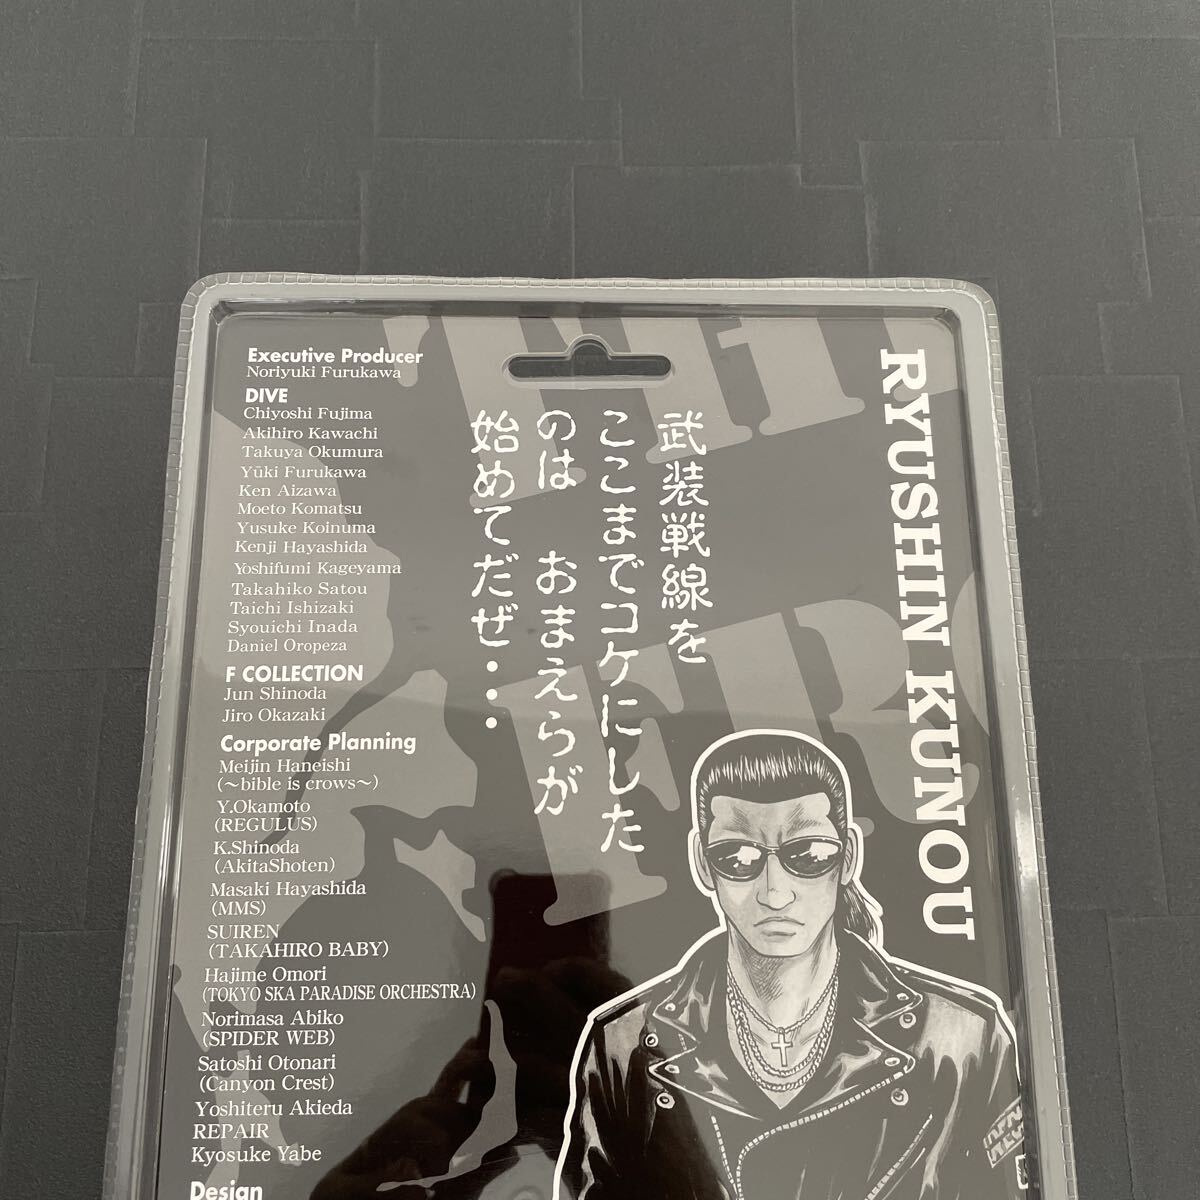 Executive Producer
Noriyuki Furukawa
DIVE
Chiyoshi Fujima
Akihiro Kawachi
Takuya Okumura
Yūki Furukawa
Ken Aizawa
Moeto Komatsu
Yusuke Koinuma
Kenji Hayashida
Yoshifumi Kageyama
Takahiko Satou
Taichi Ishizaki
Syouichi Inada
Daniel Oropeza
F COLLECTION
Jun Shinoda
Jiro Okazaki
Corporate Planning
Meijin Haneishi
(～bible is crows～)
Y.Okamoto
(REGULUS)
K.Shinoda
(AkitaShoten)
Masaki Hayashida
(MMS)
SUIREN
(TAKAHIRO BABY)
Hajime Omori
(TOKYO SKA PARADISE ORCHESTRA)
Norimasa Abiko
(SPIDER WEB)
Satoshi Otonari
(Canyon Crest)
Yoshiteru Akieda
REPAIR
Kyosuke Yabe
Design
武装戦線を
ここまでコケにした
のは おまえらが
始めてだぜ・・・
RYUSHIN KUNOU